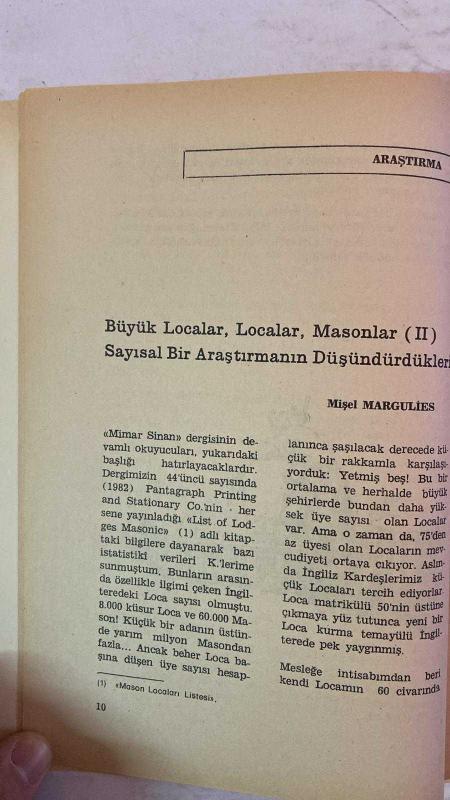 ARAŞTIRMA
Büyük Localar, Localar, Masonlar (II)
Sayısal Bir Araştırmanın Düşündürdükleri
Mişel MARGULİES
«Mimar Sinan» dergisinin de-
vamlı okuyucuları, yukarıdaki
başlığı hatırlayacaklardır.
Dergimizin 44'üncü sayısında
(1982) Pantagraph Printing
and Stationary Co.'nin · her
sene yayınladığı «List of Lod-
ges Masonic» (1) adlı kitap-
taki bilgilere dayanarak bazı
istatistikî verileri K.'lerime
sunmuştum. Bunların arasın-
da özellikle ilgimi çeken İngil-
teredeki Loca sayısı olmuştu.
8.000 küsur Loca ve 60.000 Ma-
son! Küçük bir adanın üstün-
de yarım milyon Masondan
fazla... Ancak beher Loca ba-
şına düşen üye sayısı hesap-
(1) «Mason Locaları Listesi».
10
lanınca şaşılacak derecede kü-
çük bir rakkamla karşılaşı-
yorduk: Yetmiş beş! Bu bir
ortalama ve herhalde büyük
şehirlerde bundan daha yük-
sek üye sayısı · olan Localar
var. Ama o zaman da, 75'den
az üyesi olan Locaların mev-
cudiyeti ortaya çıkıyor. Aslın-
da İngiliz Kardeşlerimiz kü-
çük Locaları tercih ediyorlar.
Loca matrikülü 50'nin üstüne
çıkmaya yüz tutunca yeni bir
Loca kurma temayülü İngil-
terede pek yaygınmış.
Mesleğe intisabımdan beri
kendi Locamın 60 civarında